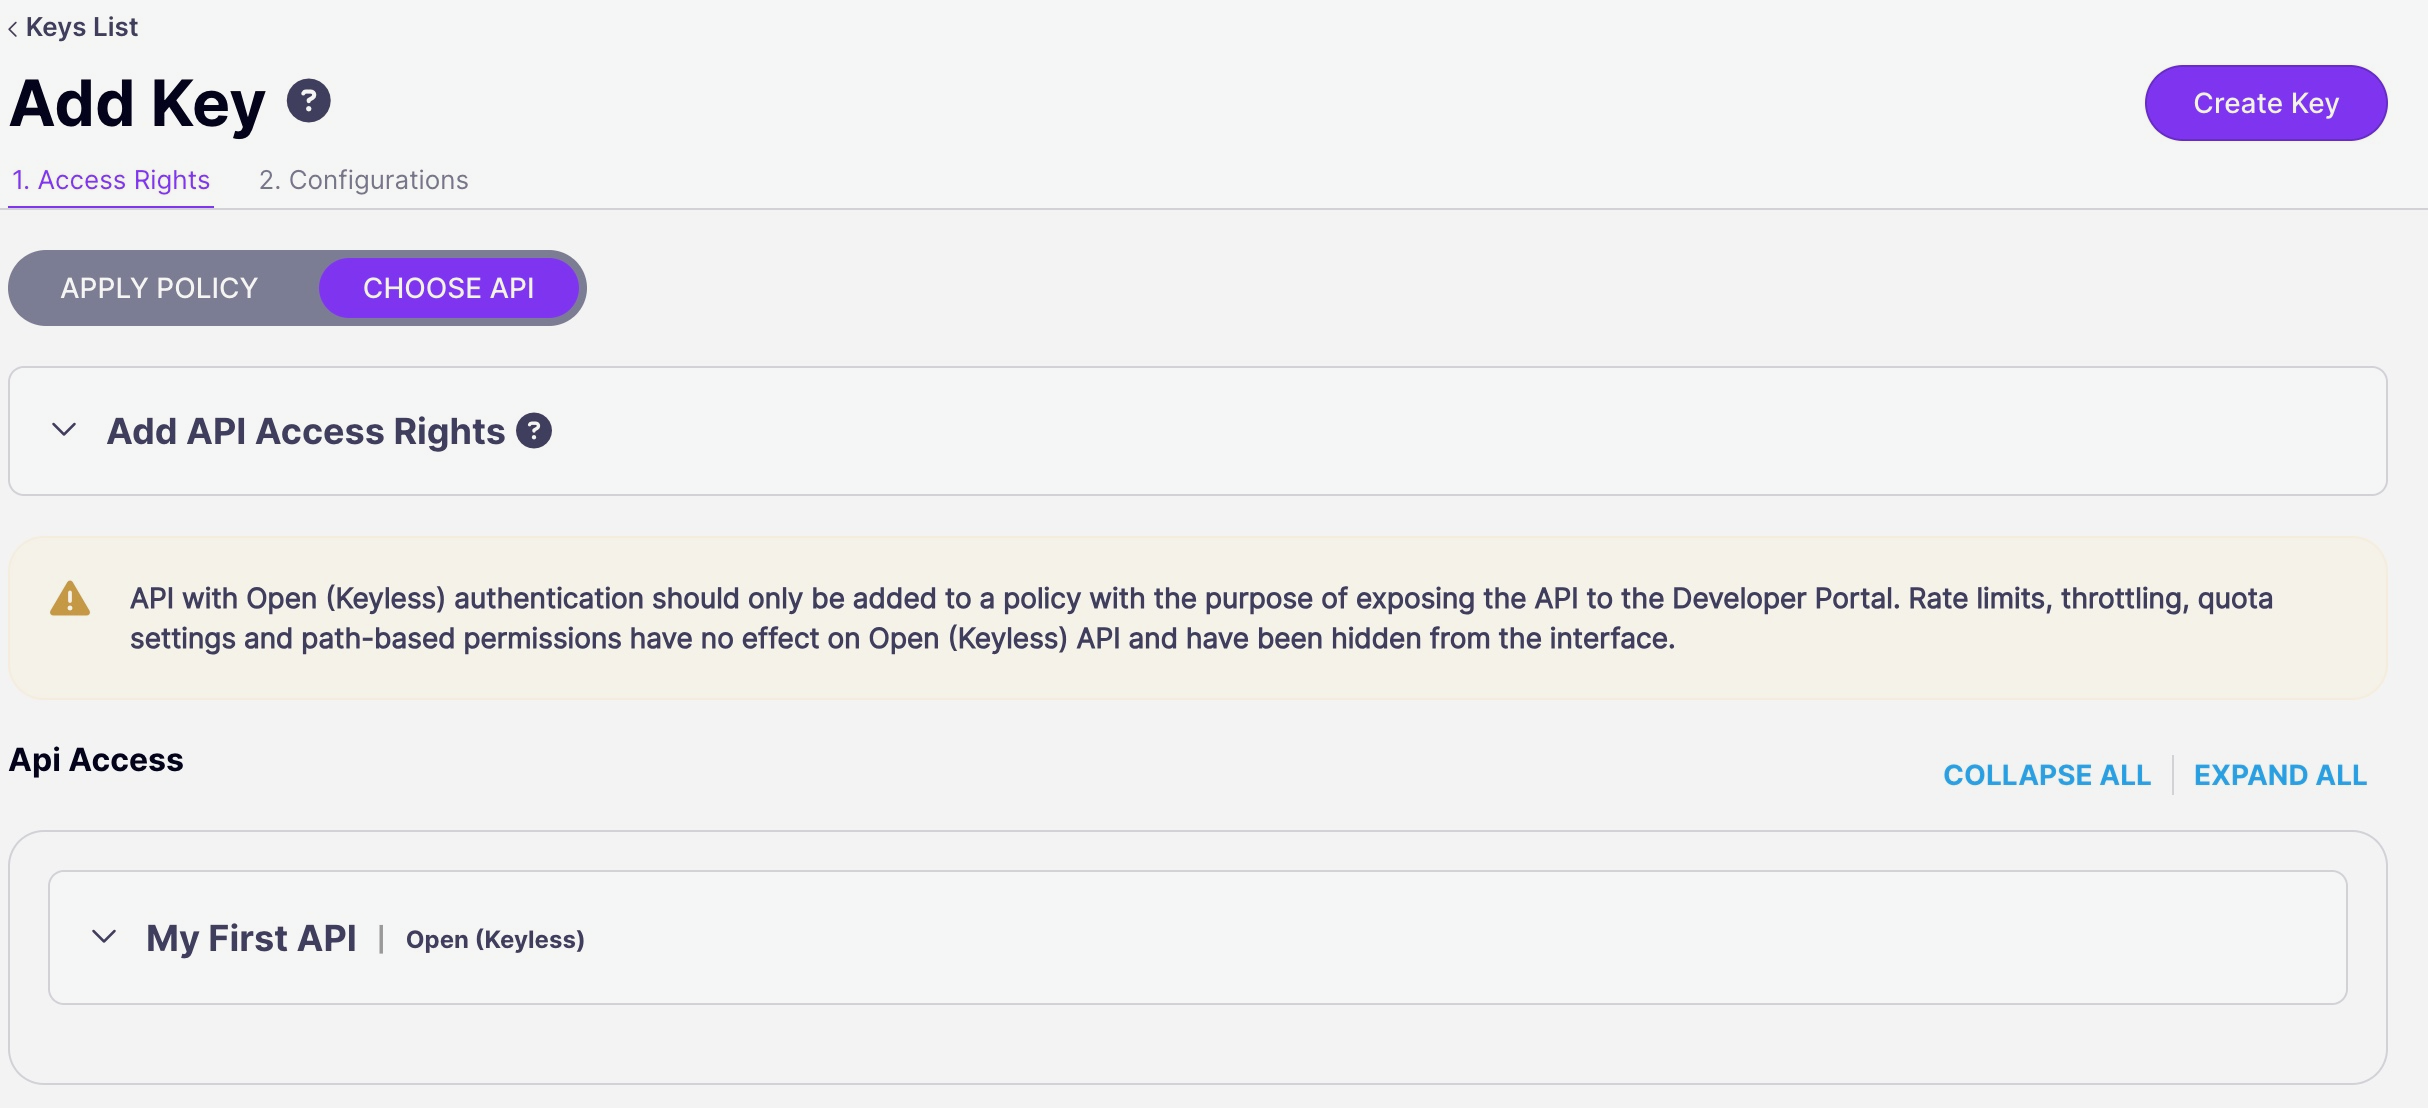 Keys List
Add Key ?
Create Key
1. Access Rights 2. Configurations
APPLY POLICY CHOOSE API
Add API Access Rights ?
API with Open (Keyless) authentication should only be added to a policy with the purpose of exposing the API to the Developer Portal. Rate limits, throttling, quota
settings and path-based permissions have no effect on Open (Keyless) API and have been hidden from the interface.
Api Access
COLLAPSE ALL | EXPAND ALL
My First API | Open (Keyless)